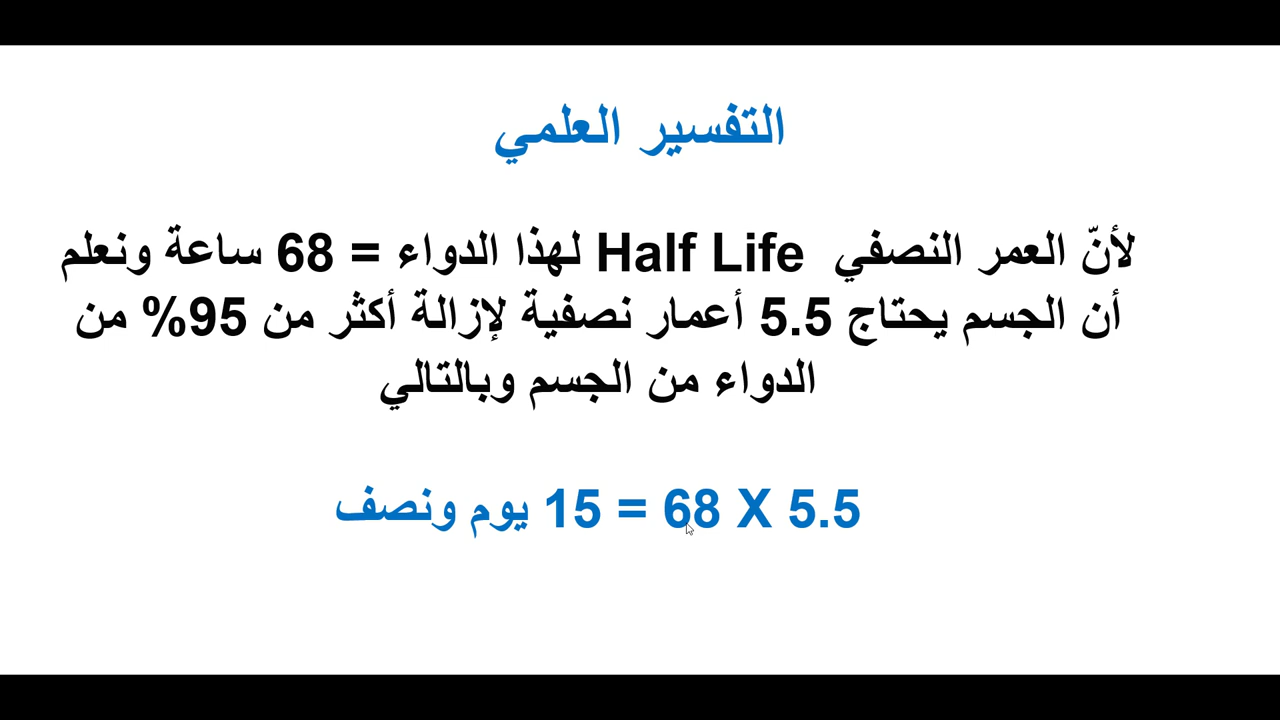 التفسير العلمي
لأنّ العمر النصفي Half Life لهذا الدواء = 68 ساعة ونعلم
أن الجسم يحتاج 5.5 أعمار نصفية لإزالة أكثر من 95% من
الدواء من الجسم وبالتالي
5.5 X 68 = 15 يوم ونصف